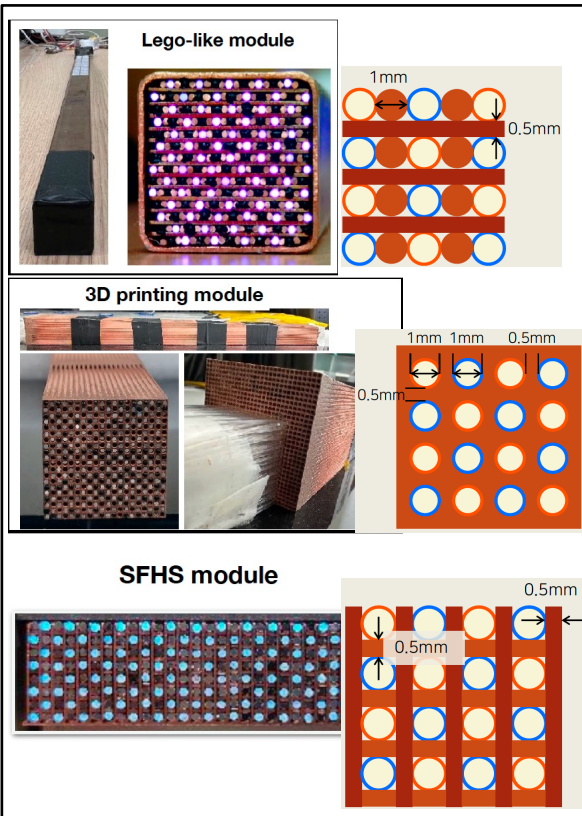 Lego-like module
1mm
0.5mm
3D printing module
1mm 1mm 0.5mm
0.5mm
SFHS module
0.5mm
0.5mm